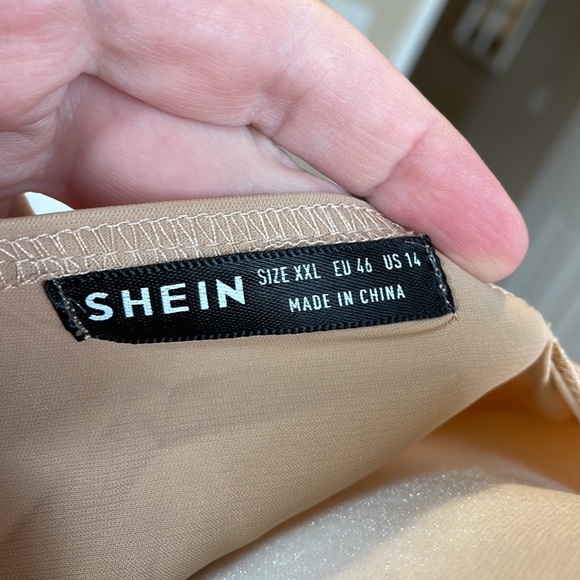 SHEIN
SIZE XXL EU 46 US 14
MADE IN CHINA